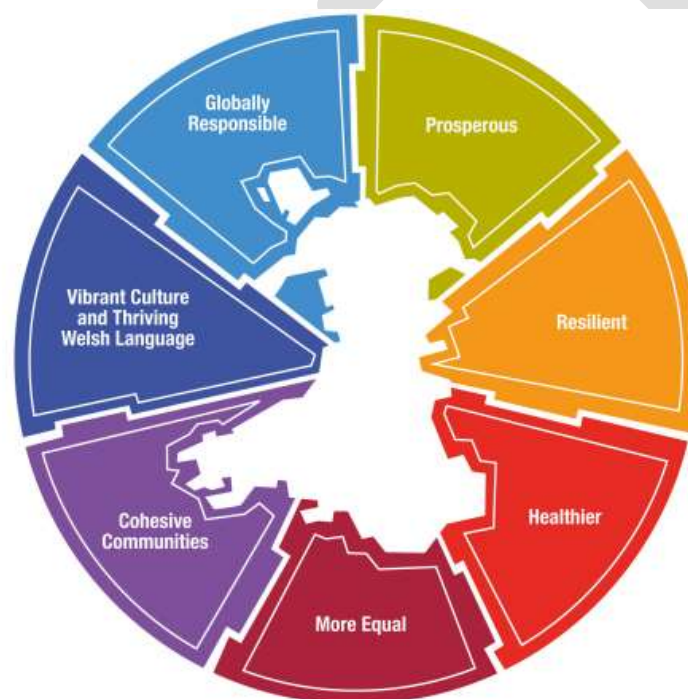 Globally
Responsible
Prosperous
Resilient
Healthier
More Equal
Cohesive
Communities
Vibrant Culture
and Thriving
Welsh Language